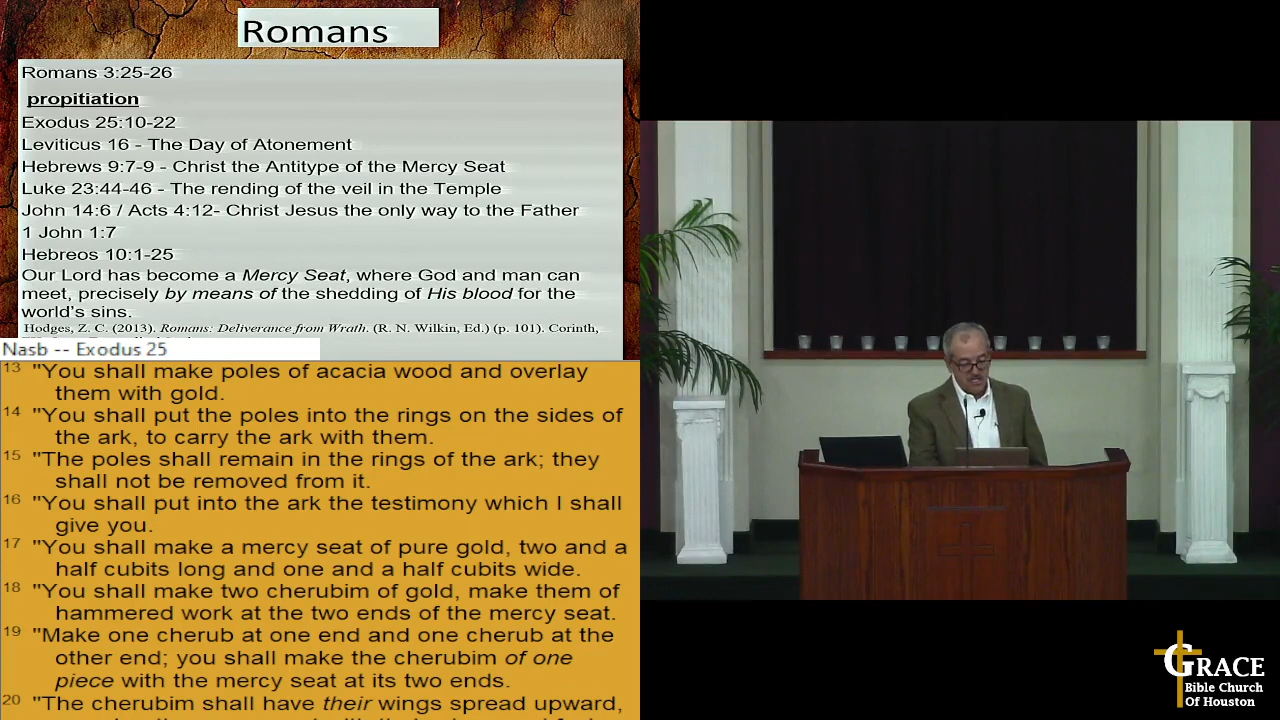 Romans
Romans 3:25-26
propitiation
Exodus 25:10-22
Leviticus 16 - The Day of Atonement
Hebrews 9:7-9 - Christ the Antitype of the Mercy Seat
Luke 23:44-46 - The rending of the veil in the Temple
John 14:6 / Acts 4:12- Christ Jesus the only way to the Father
1 John 1:7
Hebreos 10:1-25
Our Lord has become a Mercy Seat, where God and man can
meet, precisely by means of the shedding of His blood for the
world's sins.
Hodges, Z. C. (2013). Romans: Deliverance from Wrath. (R. N. Wilkin, Ed.) (p. 101). Corinth,
Nasb -- Exodus 25
13 "You shall make poles of acacia wood and overlay
them with gold.
14 "You shall put the poles into the rings on the sides of
the ark, to carry the ark with them.
15 "The poles shall remain in the rings of the ark; they
shall not be removed from it.
16 "You shall put into the ark the testimony which I shall
give you.
17 "You shall make a mercy seat of pure gold, two and a
half cubits long and one and a half cubits wide.
18 "You shall make two cherubim of gold, make them of
hammered work at the two ends of the mercy seat.
19 "Make one cherub at one end and one cherub at the
other end; you shall make the cherubim of one
piece with the mercy seat at its two ends.
20 "The cherubim shall have their wings spread upward,
GRACE
Bible Church
Of Houston